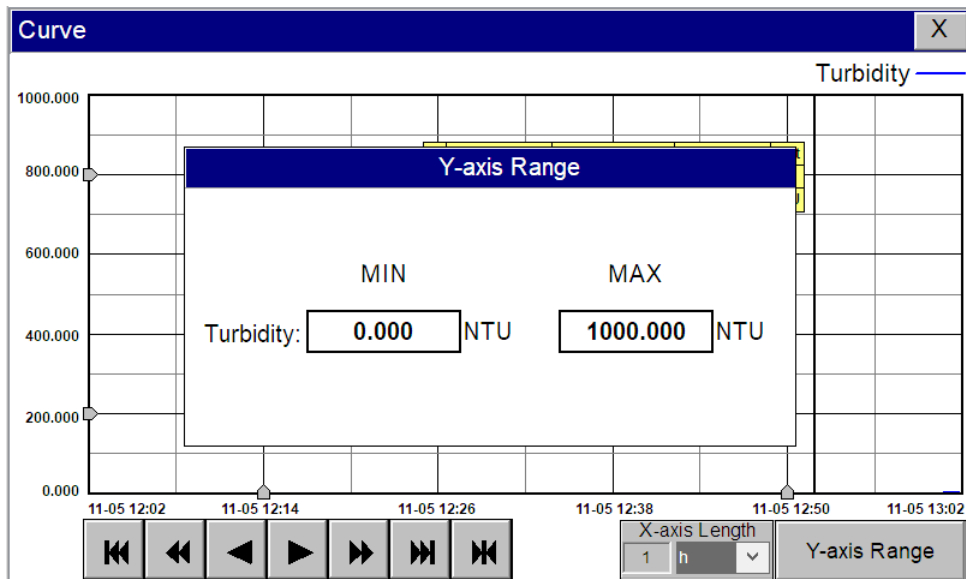 Curve X
Turbidity
1000.000
800.000
600.000
400.000
200.000
0.000
Y-axis Range
MIN MAX
Turbidity: 0.000 NTU 1000.000 NTU
11-05 12:02 11-05 12:14 11-05 12:26 11-05 12:38 11-05 12:50 11-05 13:02
X-axis Length
1 h
Y-axis Range